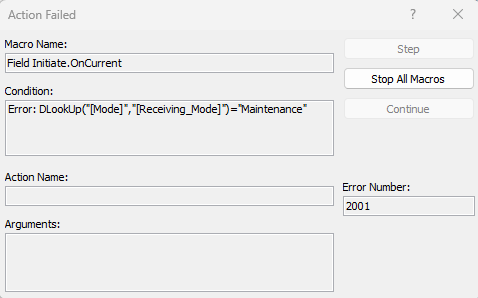 Action Failed
? ×
Macro Name:
Field Initiate.OnCurrent
Step
Condition:
Stop All Macros
Error: DLookUp("[Mode]","[Receiving_Mode]")="Maintenance"
Continue
Action Name:
Error Number:
2001
Arguments: